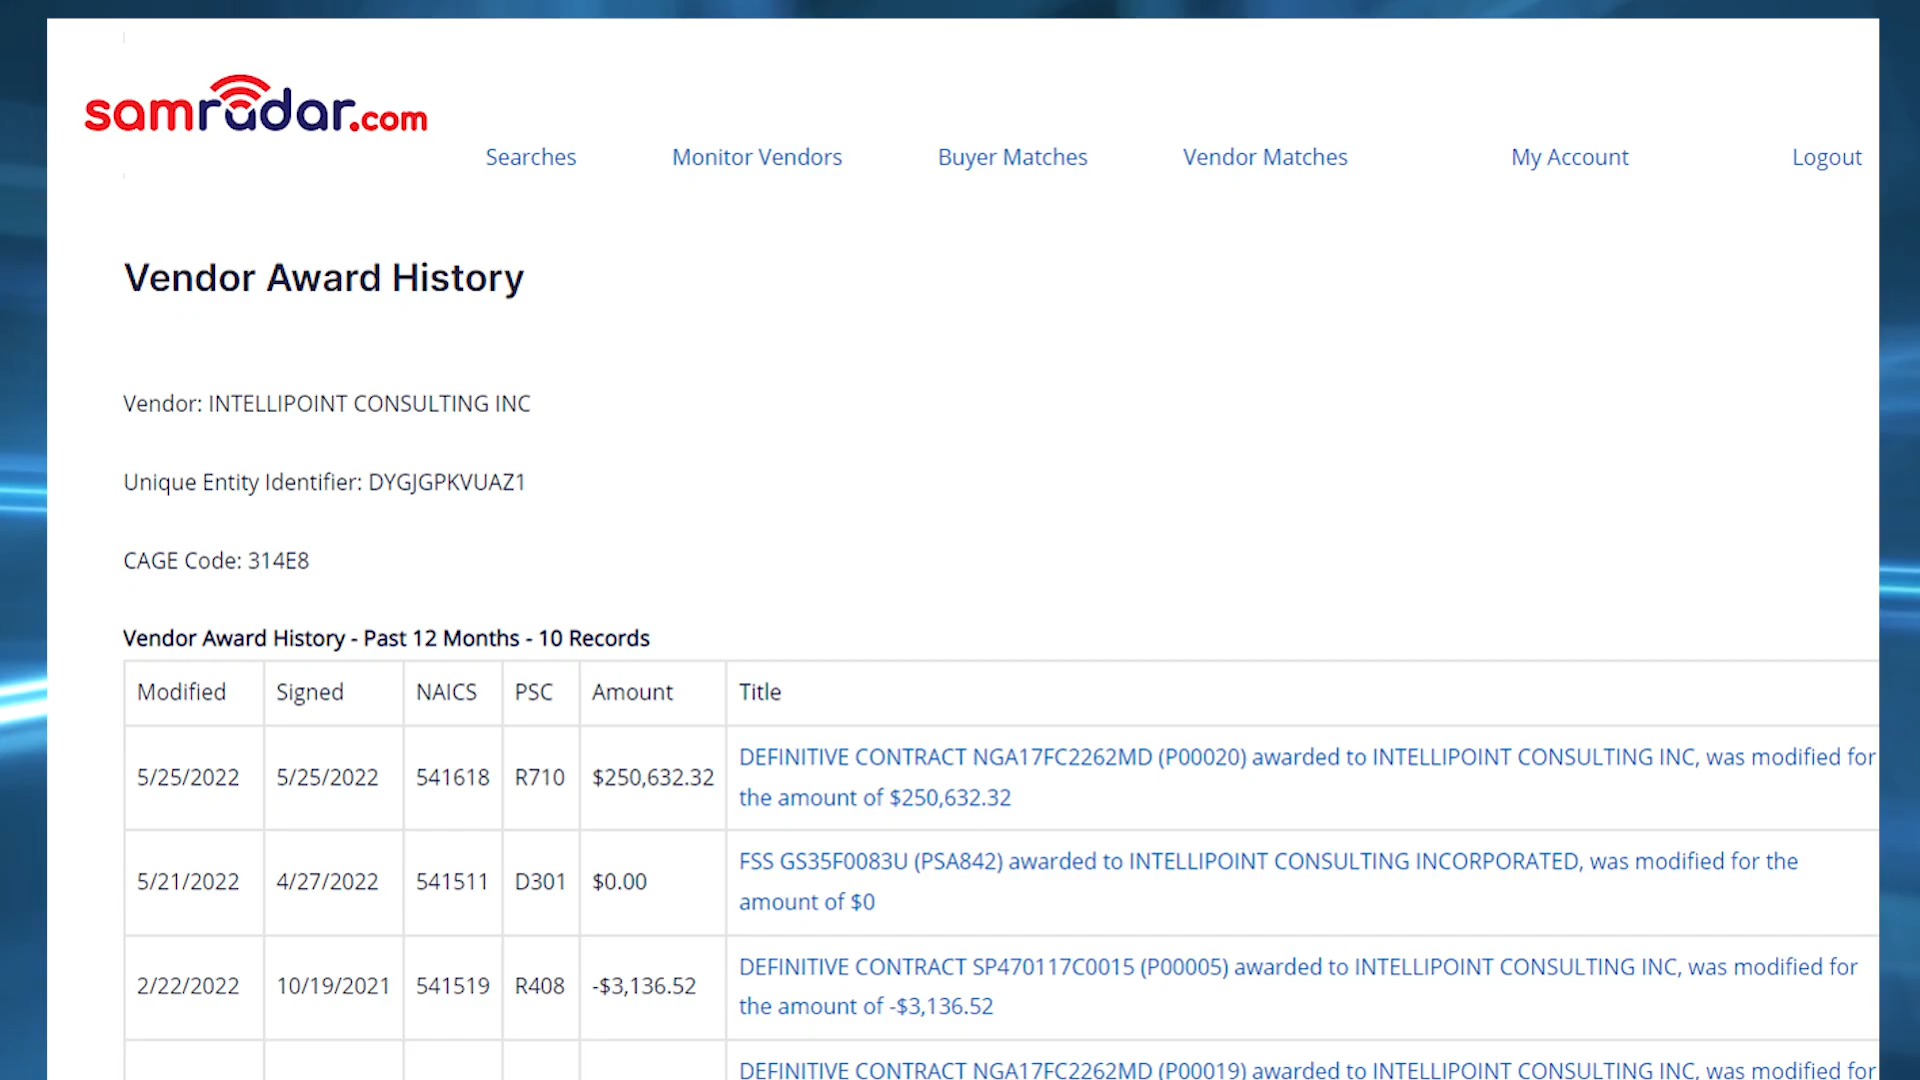 samradar.com
Searches Monitor Vendors Buyer Matches Vendor Matches My Account Logout
Vendor Award History
Vendor: INTELLIPOINT CONSULTING INC
Unique Entity Identifier: DYGJGPKVUAZ1
CAGE Code: 314E8
Vendor Award History - Past 12 Months - 10 Records
Modified Signed NAICS PSC Amount Title
5/25/2022 5/25/2022 541618 R710 $250,632.32 DEFINITIVE CONTRACT NGA17FC2262MD (P00020) awarded to INTELLIPOINT CONSULTING INC, was modified for
the amount of $250,632.32
5/21/2022 4/27/2022 541511 D301 $0.00 FSS GS35F0083U (PSA842) awarded to INTELLIPOINT CONSULTING INCORPORATED, was modified for the
amount of $0
2/22/2022 10/19/2021 541519 R408 -$3,136.52 DEFINITIVE CONTRACT SP470117C0015 (P00005) awarded to INTELLIPOINT CONSULTING INC, was modified for
the amount of -$3,136.52
DEFINITIVE CONTRACT NGA17FC2262MD (P00019) awarded to INTELLIPOINT CONSULTING INC, was modified for